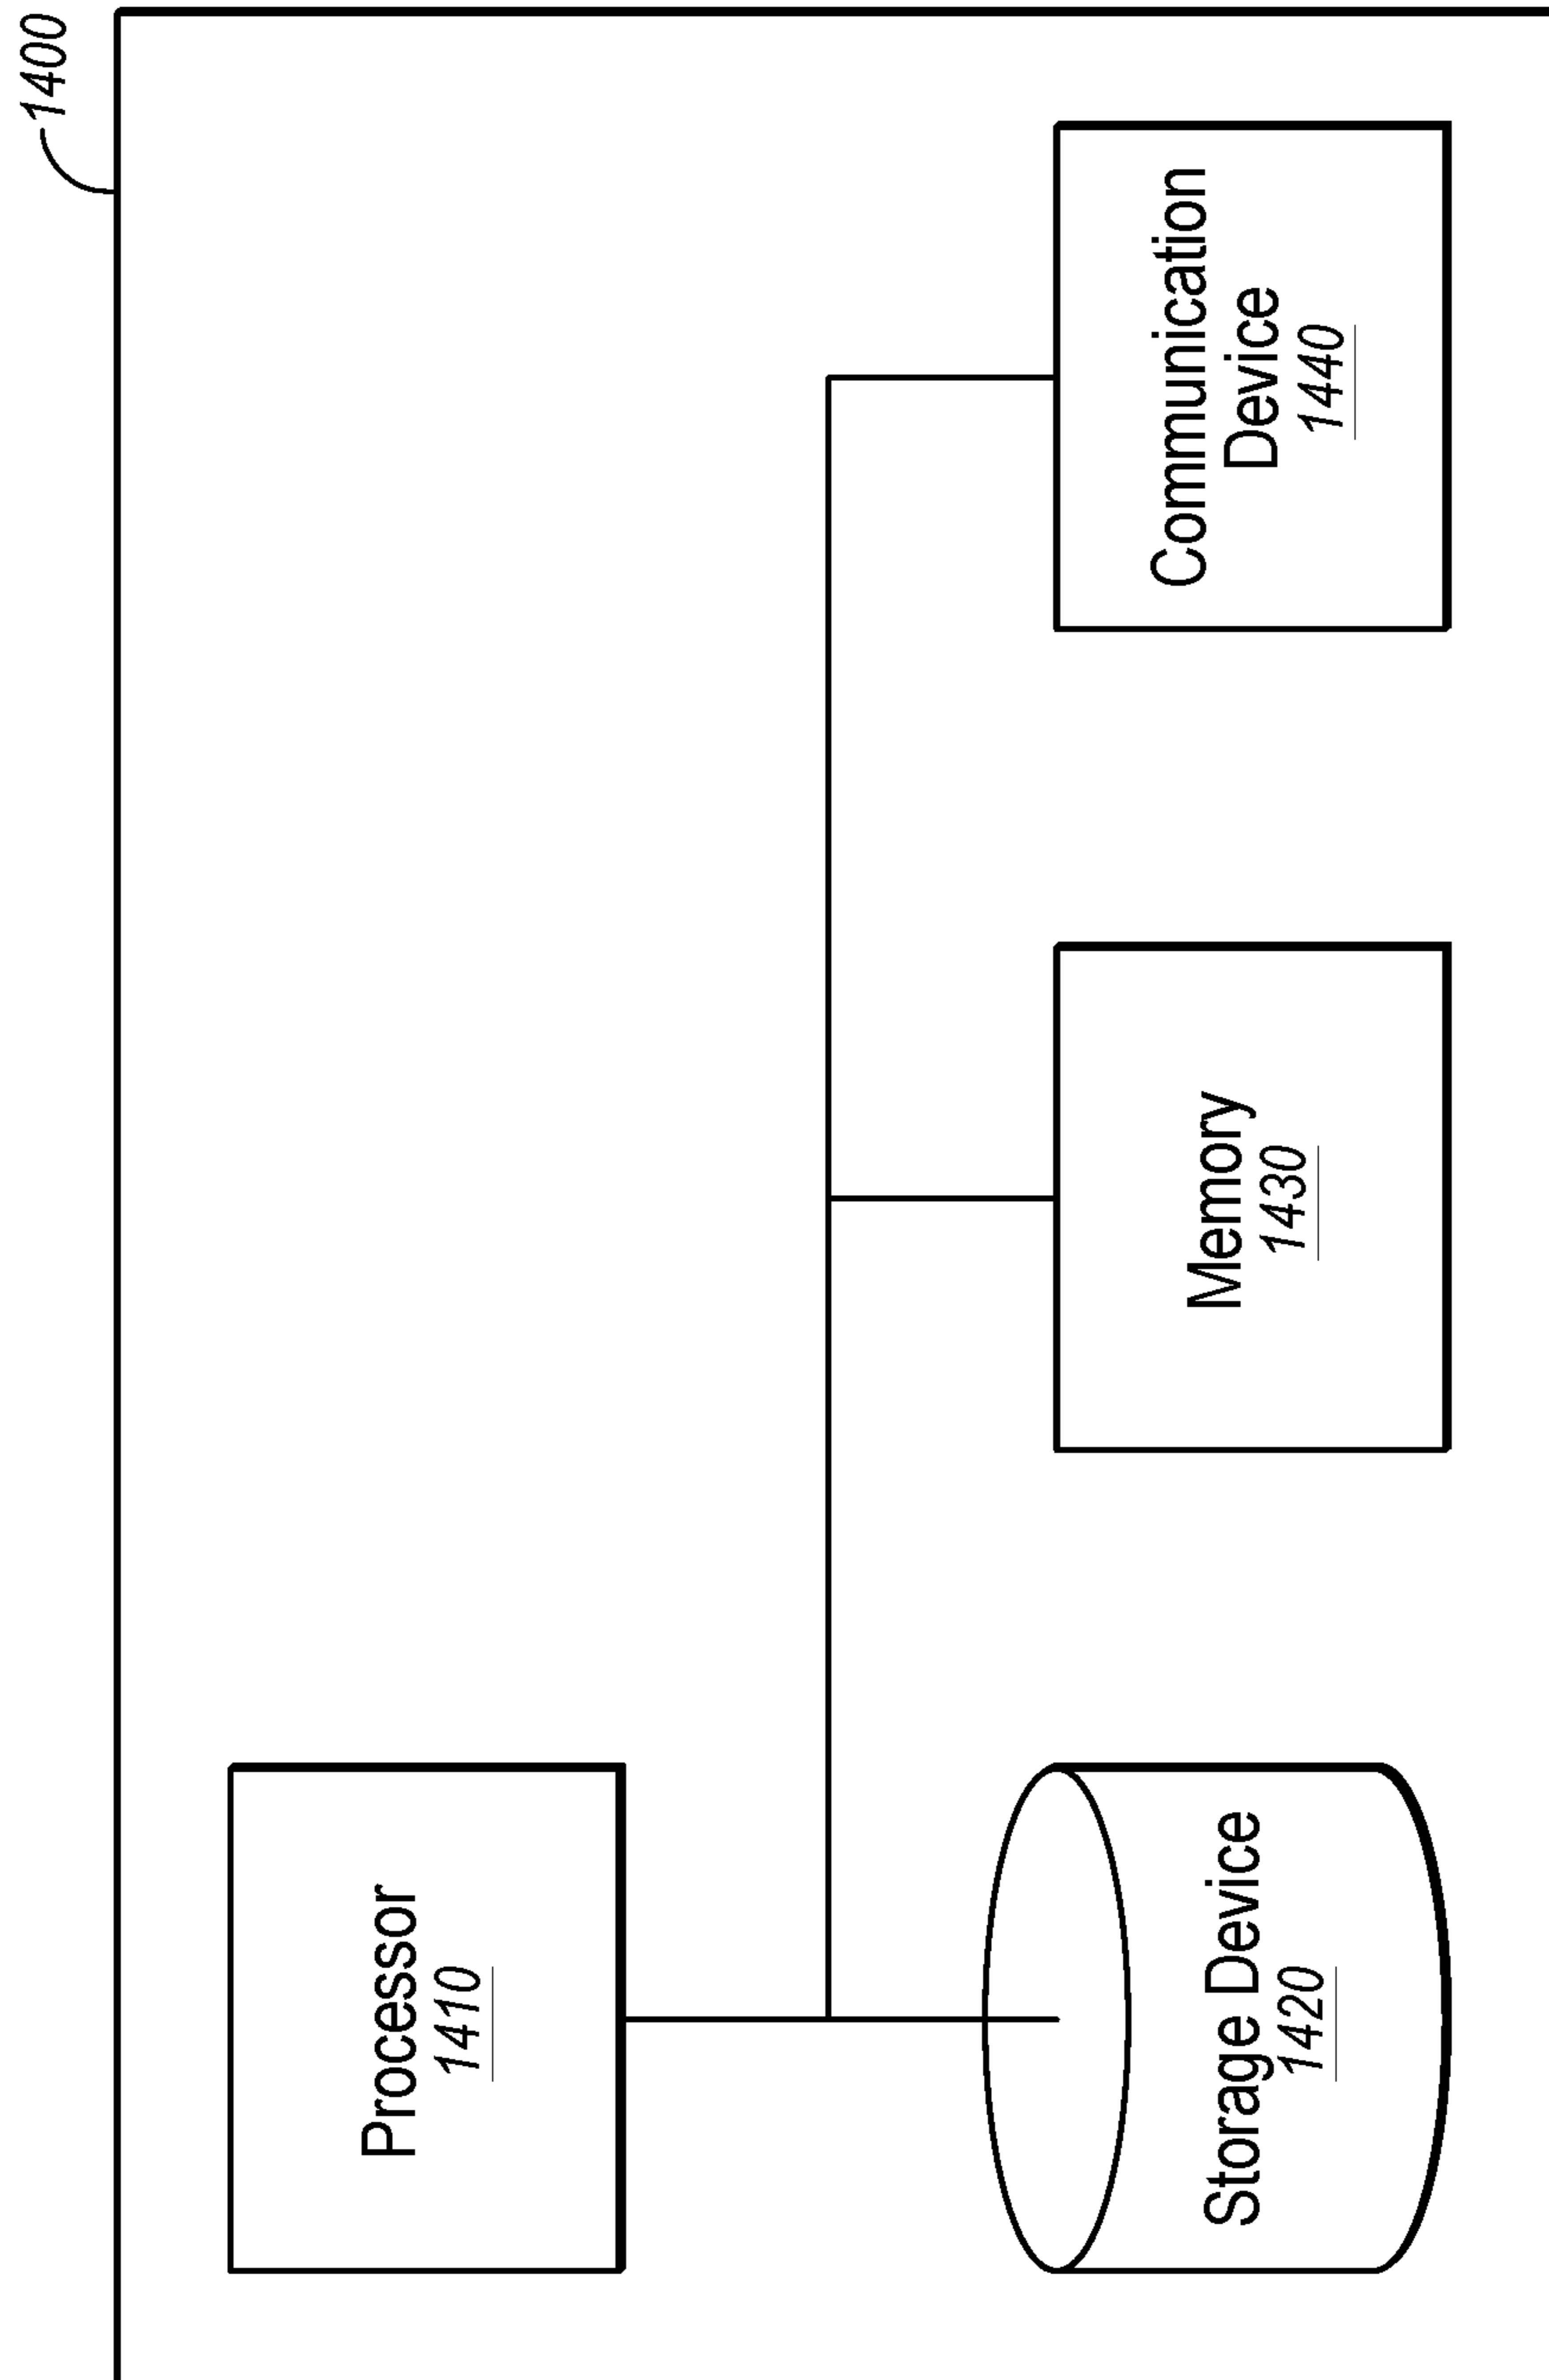 1400
Processor
1410
Storage Device
1420
Memory
1430
Communication
Device
1440